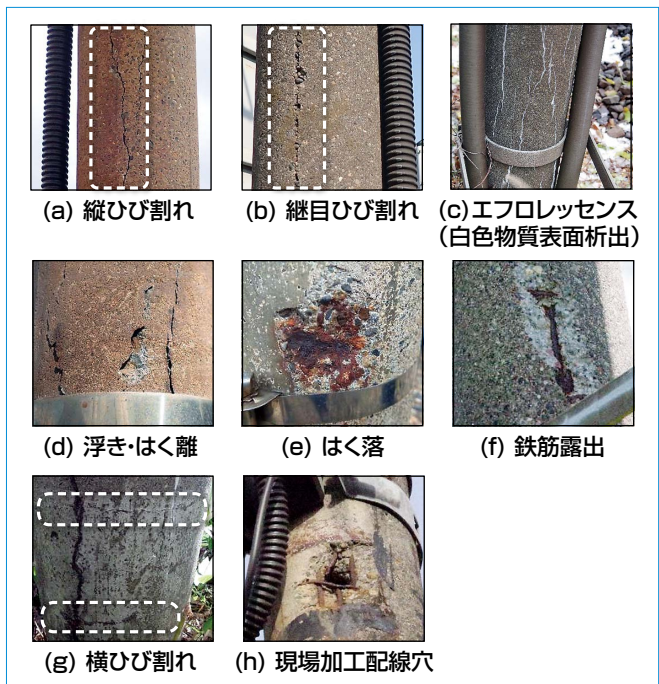 (a) 縦ひび割れ
(b) 継目ひび割れ
(c)エフロレッセンス
(白色物質表面析出)
(d) 浮き・はく離
(e) はく落
(f) 鉄筋露出
(g) 横ひび割れ
(h) 現場加工配線穴